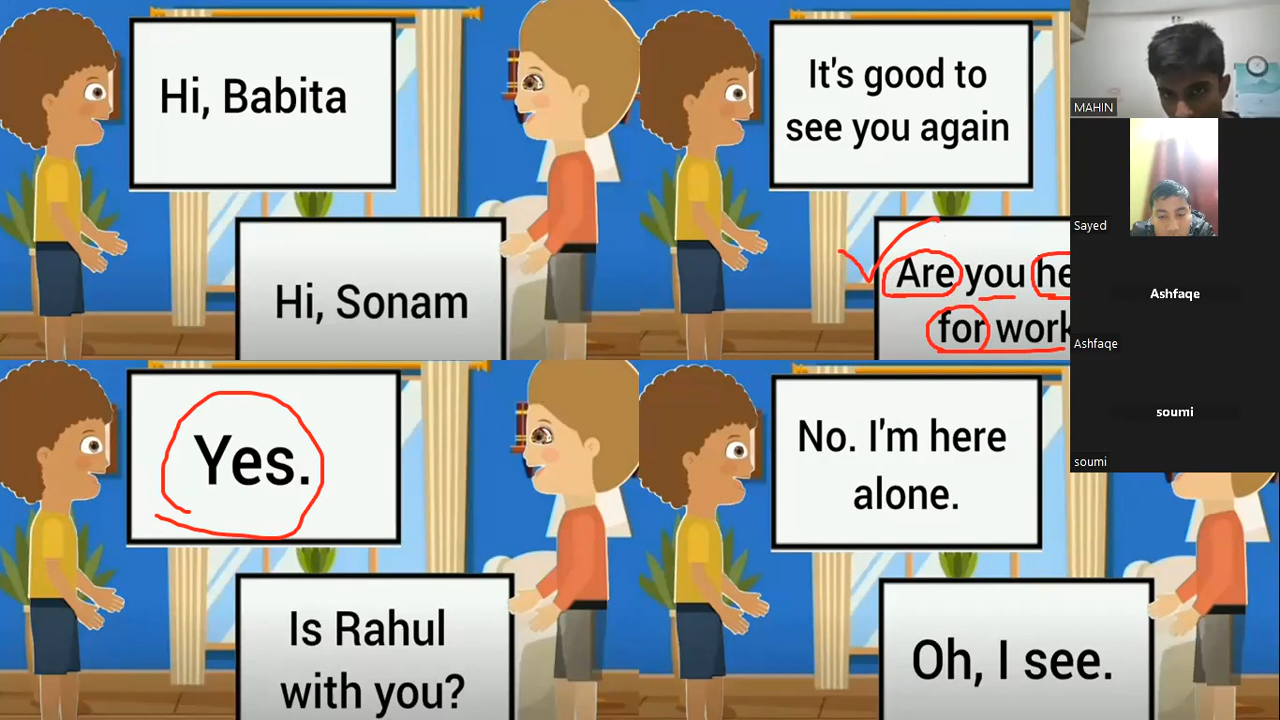 Hi, Babita
Hi, Sonam
It's good to
see you again
Are you he
for work
Yes.
Is Rahul
with you?
No. I'm here
alone.
Oh, I see.
MAHIN
Sayed
Ashfaqe
Ashfaqe
soumi
soumi